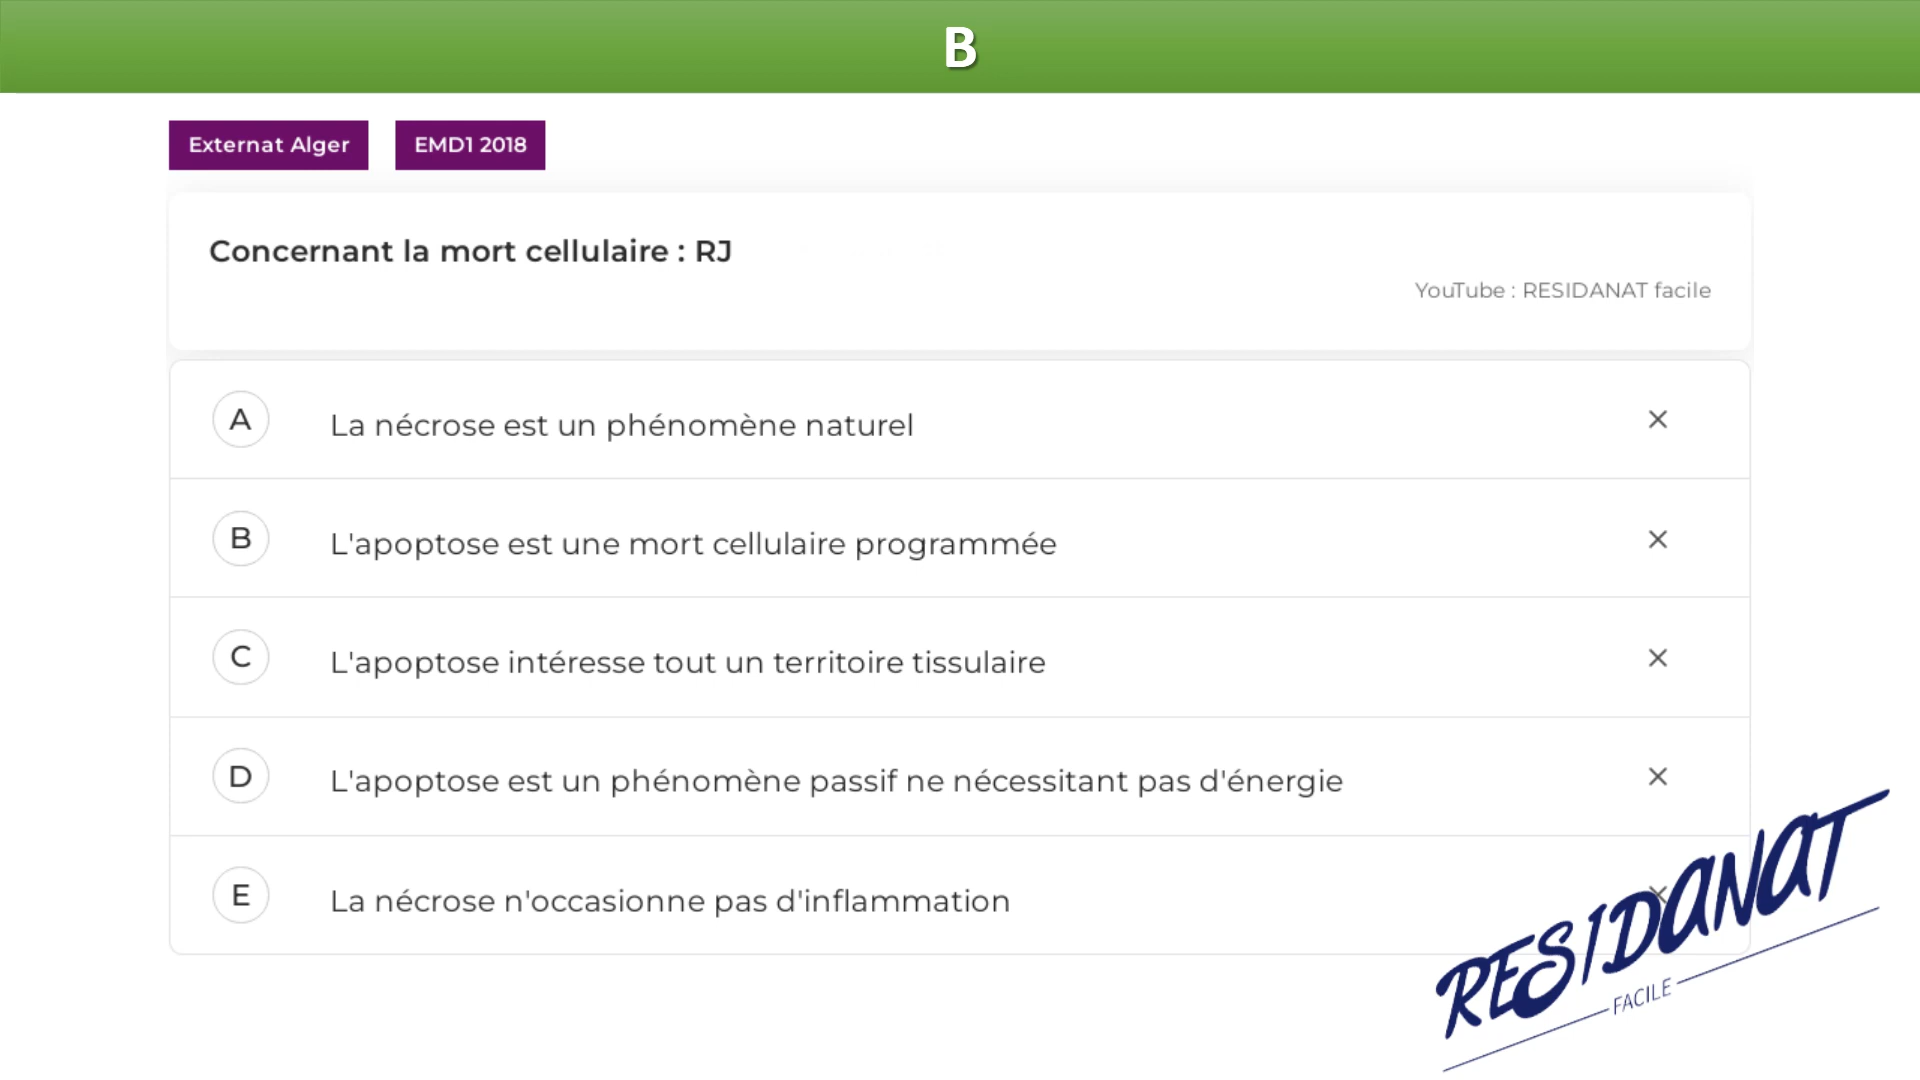 B
Externat Alger
EMD1 2018
Concernant la mort cellulaire : RJ
YouTube : RESIDANAT facile
A La nécrose est un phénomène naturel
B L'apoptose est une mort cellulaire programmée
C L'apoptose intéresse tout un territoire tissulaire
D L'apoptose est un phénomène passif ne nécessitant pas d'énergie
E La nécrose n'occasionne pas d'inflammation
RESIDANAT
FACILE